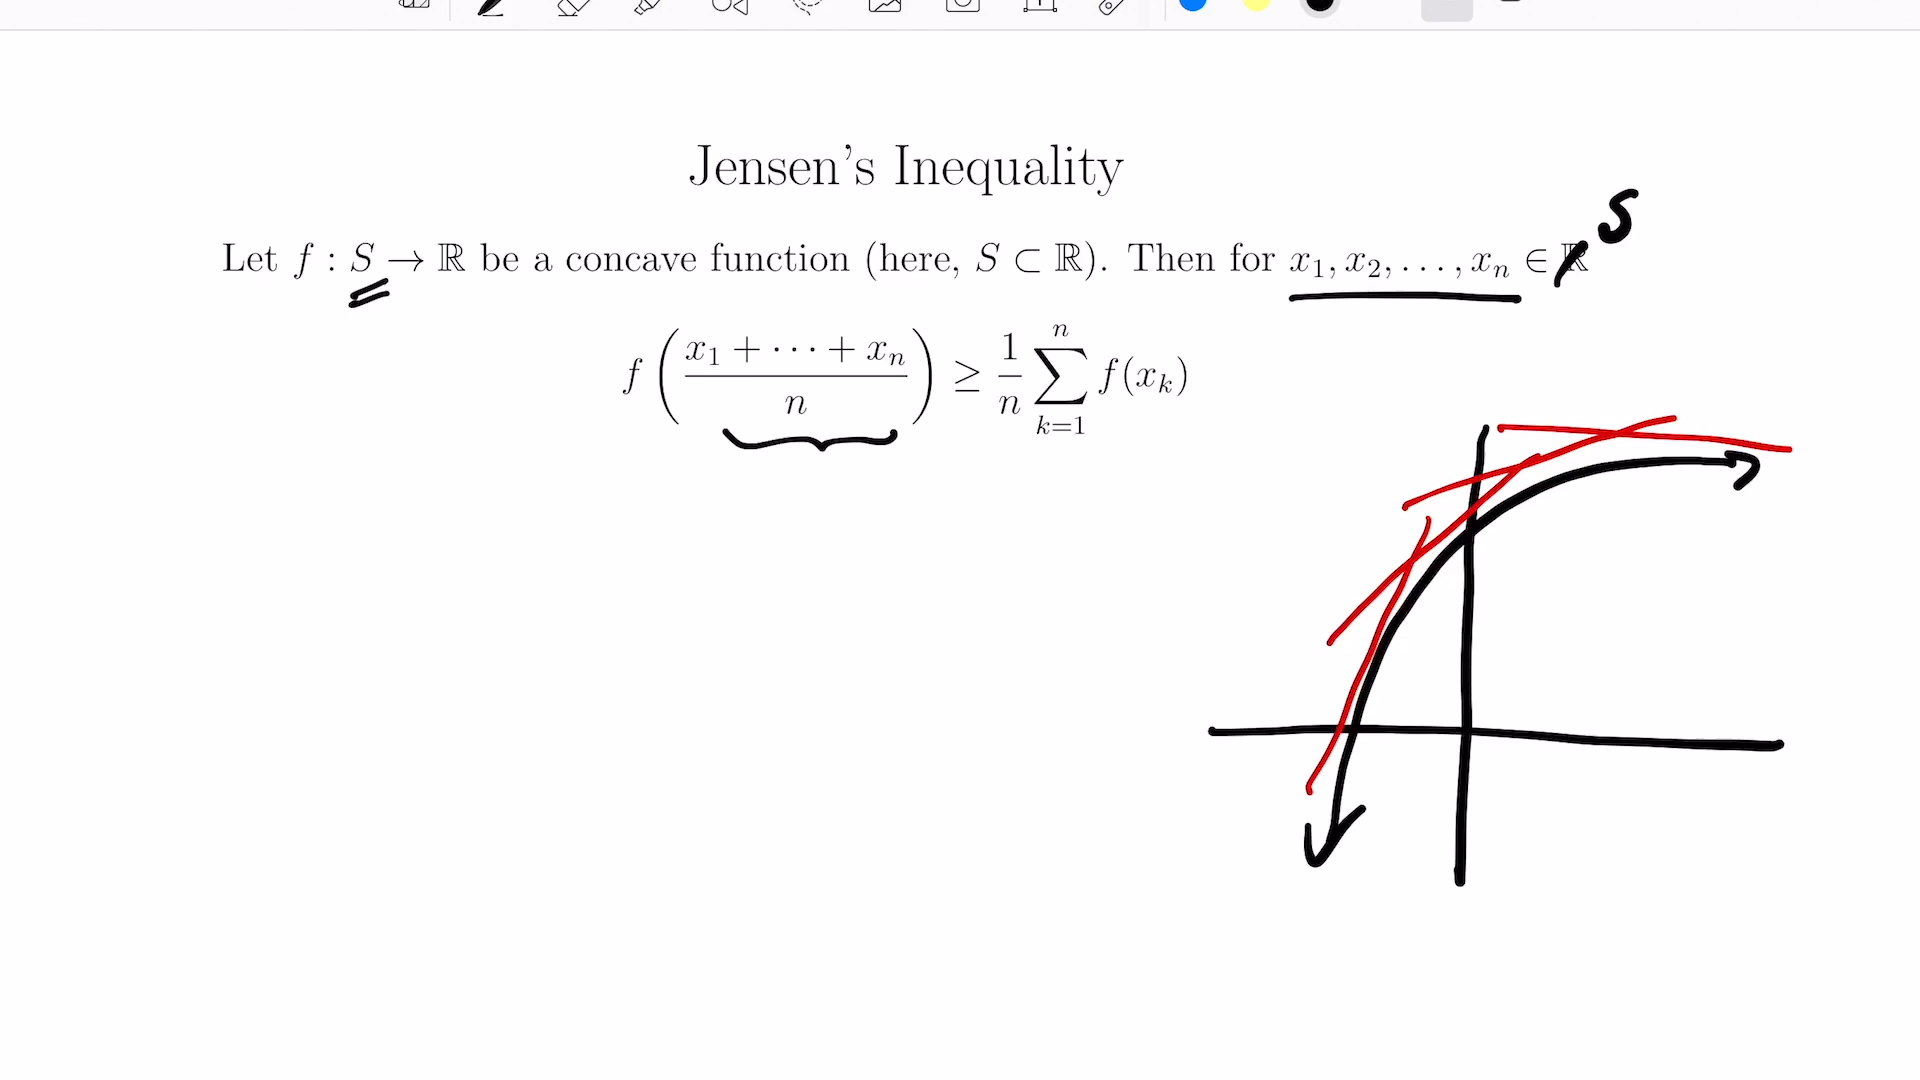 Jensen's Inequality
S
Let f : S → ℝ be a concave function (here, S ⊂ ℝ). Then for x₁, x₂, . . . , xₙ ∈ ℝ
f ( (x₁ + ··· + xₙ) / n ) ≥ 1/n ∑ₖ₌₁ⁿ f(xₖ)